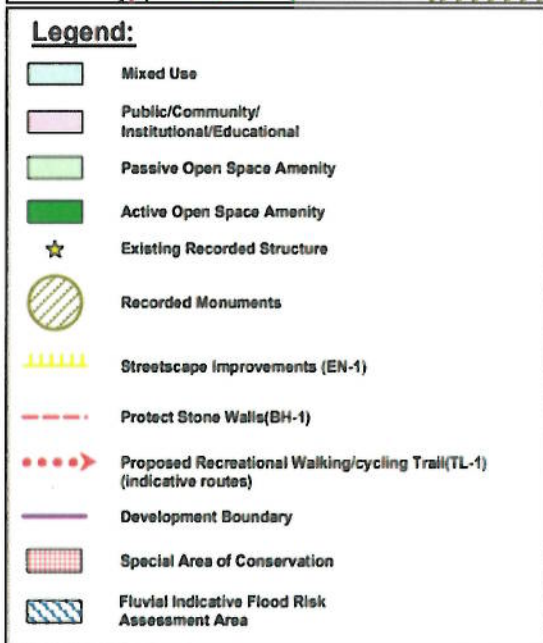 Legend:
Mixed Use
Public/Community/
Institutional/Educational
Passive Open Space Amenity
Active Open Space Amenity
Existing Recorded Structure
Recorded Monuments
Streetscape Improvements (EN-1)
Protect Stone Walls(BH-1)
Proposed Recreational Walking/cycling Trail(TL-1)
(indicative routes)
Development Boundary
Special Area of Conservation
Fluvial Indicative Flood Risk
Assessment Area